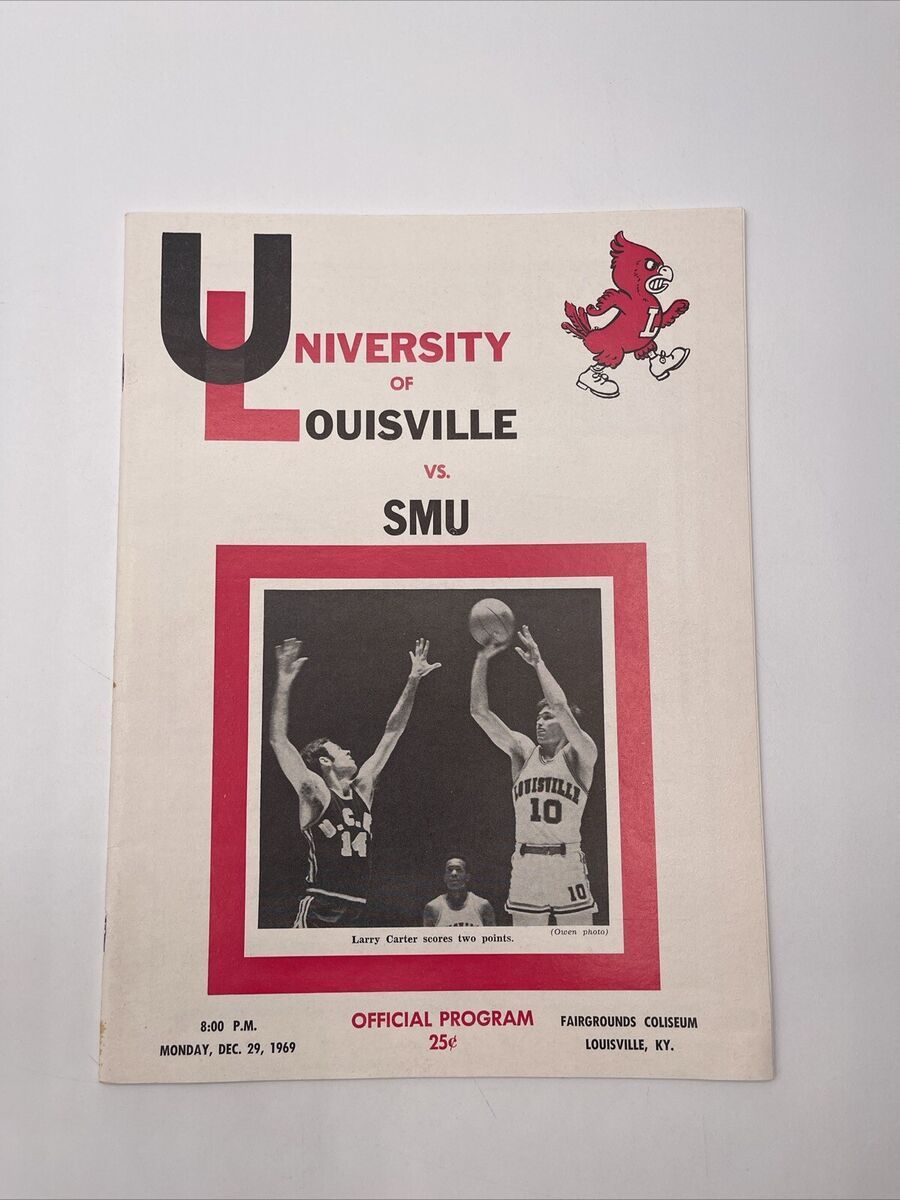 UNIVERSITY
OF
LOUISVILLE
VS.
SMU
L
LOUISVILLE
10
10
14
Larry Carter scores two points.
(Owen photo)
8:00 P.M.
MONDAY, DEC. 29, 1969
OFFICIAL PROGRAM
25¢
FAIRGROUNDS COLISEUM
LOUISVILLE, KY.